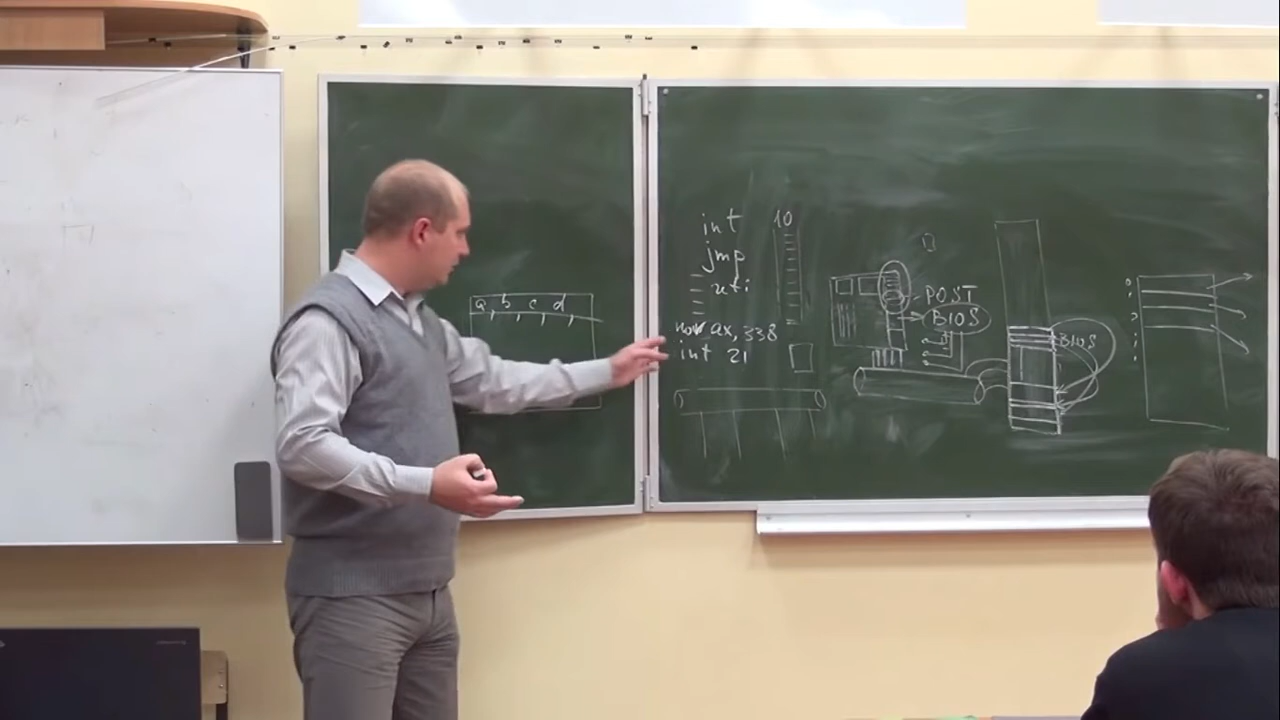 a b c d
int 10
jmp
iret
mov ax, 338
int 21
POST
BIOS
BIOS